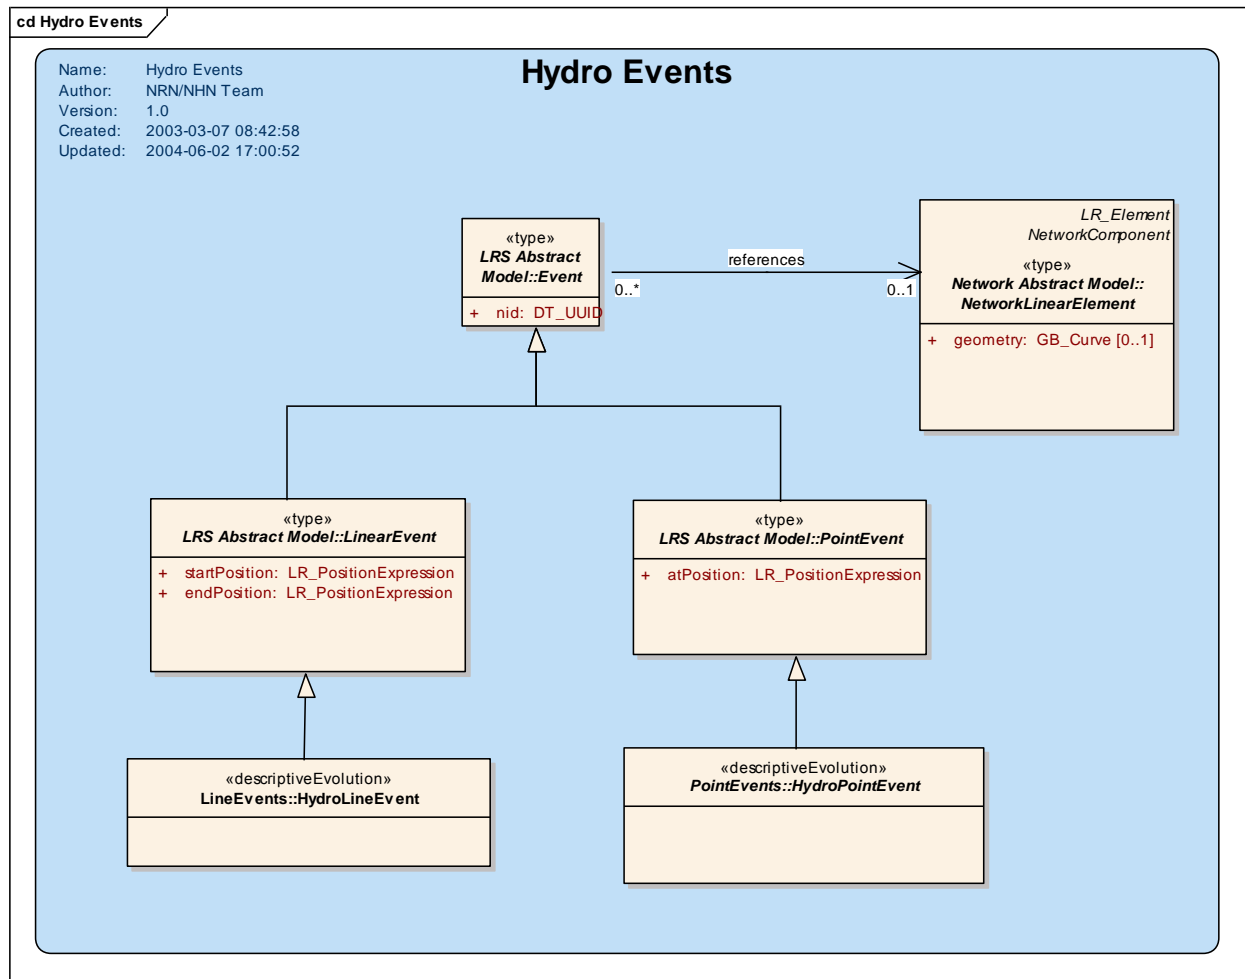 cd Hydro Events
Hydro Events
Name: Hydro Events
Author: NRN/NHN Team
Version: 1.0
Created: 2003-03-07 08:42:58
Updated: 2004-06-02 17:00:52
«type»
LRS Abstract
Model::Event
+ nid: DT_UUID
references
0..*
0..1
LR_Element
NetworkComponent
«type»
Network Abstract Model::
NetworkLinearElement
+ geometry: GB_Curve [0..1]
«type»
LRS Abstract Model::LinearEvent
+ startPosition: LR_PositionExpression
+ endPosition: LR_PositionExpression
«type»
LRS Abstract Model::PointEvent
+ atPosition: LR_PositionExpression
«descriptiveEvolution»
LineEvents::HydroLineEvent
«descriptiveEvolution»
PointEvents::HydroPointEvent